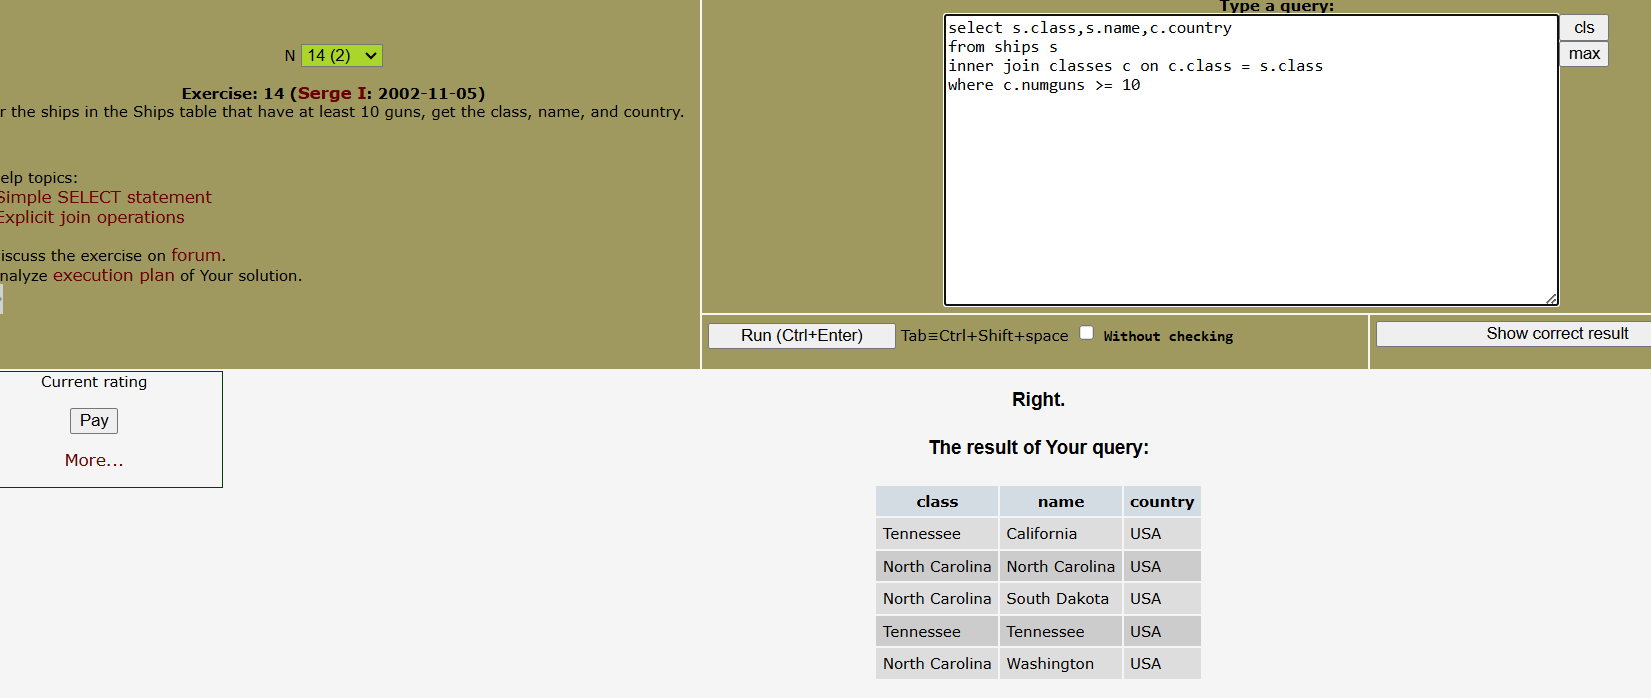 Type a query:
N 14 (2)
Exercise: 14 (Serge I: 2002-11-05)
r the ships in the Ships table that have at least 10 guns, get the class, name, and country.
elp topics:
Simple SELECT statement
Explicit join operations
iscuss the exercise on forum.
nalyze execution plan of Your solution.
select s.class,s.name,c.country
from ships s
inner join classes c on c.class = s.class
where c.numguns >= 10
cls
max
Run (Ctrl+Enter) Tab≡Ctrl+Shift+space Without checking
Show correct result
Current rating
Pay
More...
Right.
The result of Your query:
class name country
Tennessee California USA
North Carolina North Carolina USA
North Carolina South Dakota USA
Tennessee Tennessee USA
North Carolina Washington USA